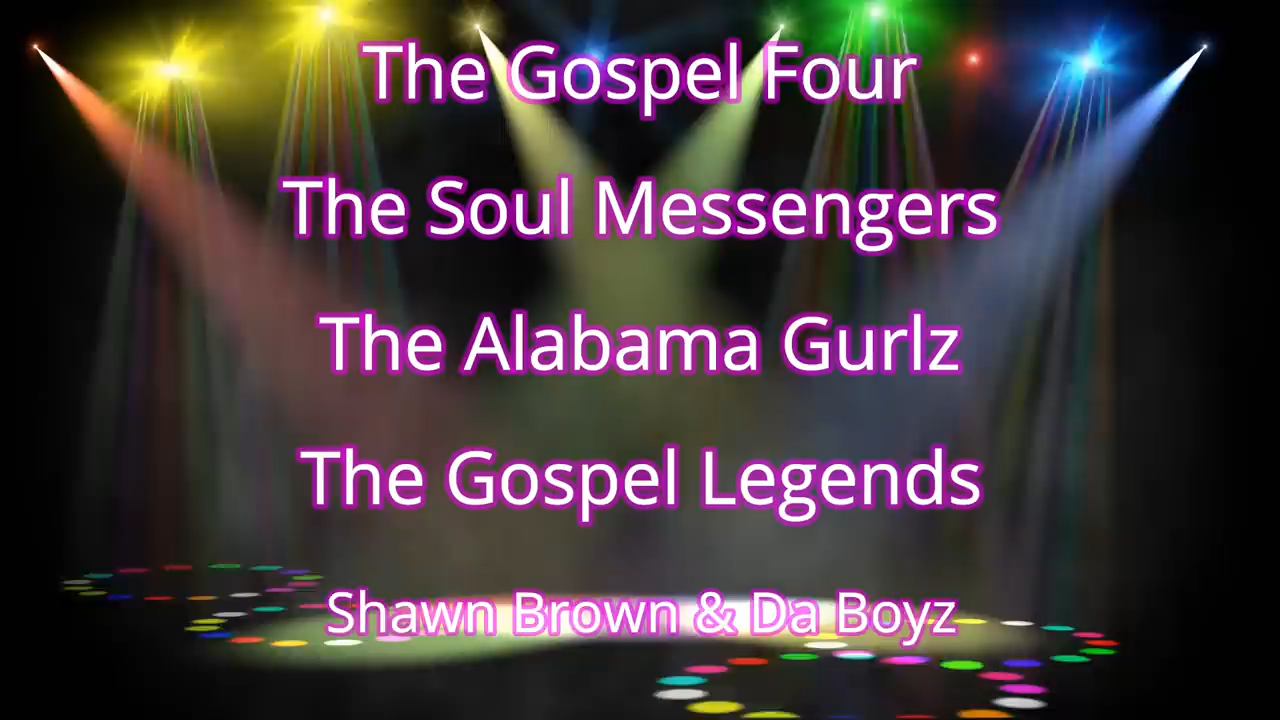 The Gospel Four
The Soul Messengers
The Alabama Gurlz
The Gospel Legends
Shawn Brown & Da Boyz